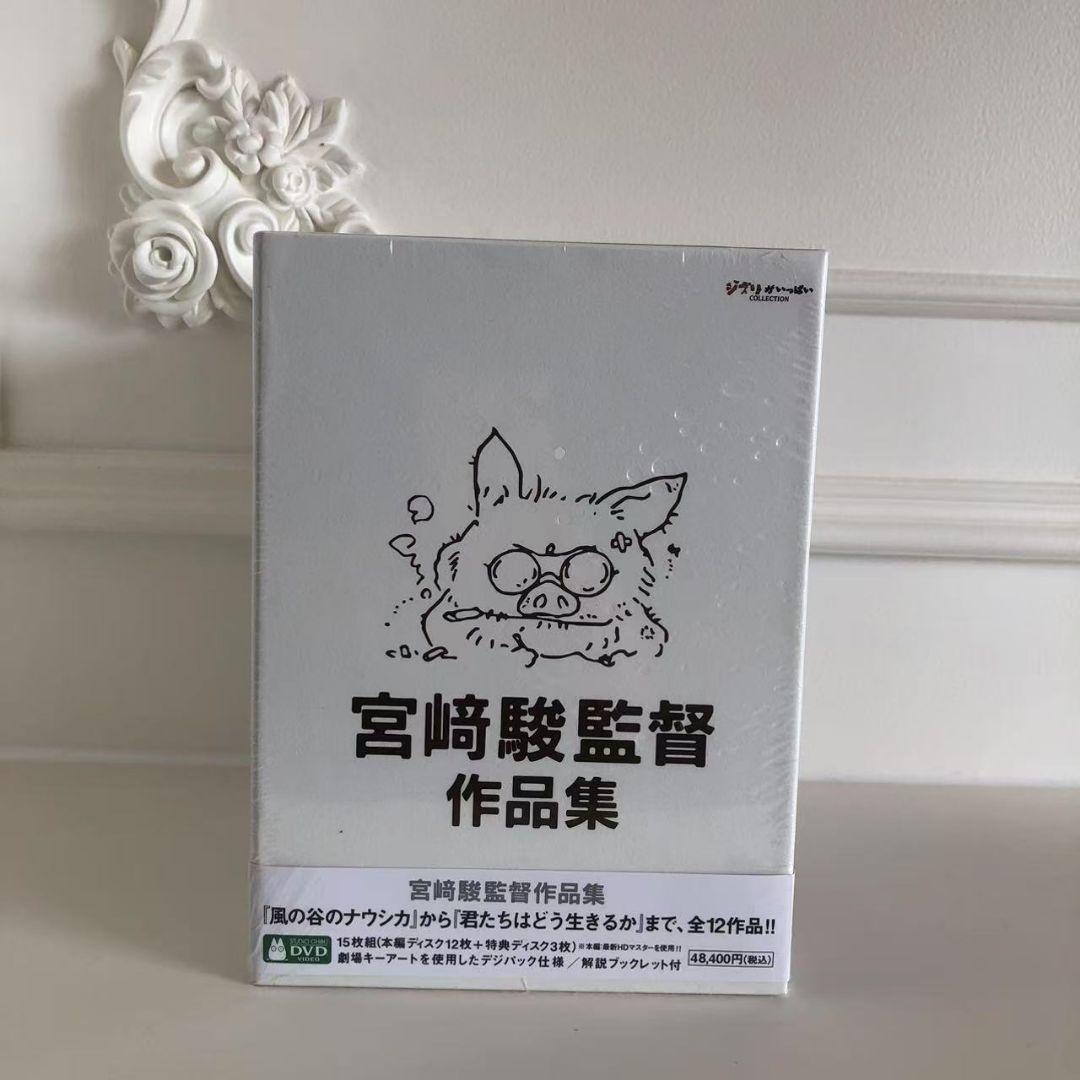 ジブリがいっぱい
COLLECTION
宮﨑駿監督
作品集
宮﨑駿監督作品集
『風の谷のナウシカ』から『君たちはどう生きるか』まで、全12作品!!
STUDIO GHIBLI
DVD
VIDEO
15枚組(本編ディスク12枚+特典ディスク3枚) ※本編:最新HDマスターを使用!!
劇場キーアートを使用したデジパック仕様/解説ブックレット付
48,400円(税込)